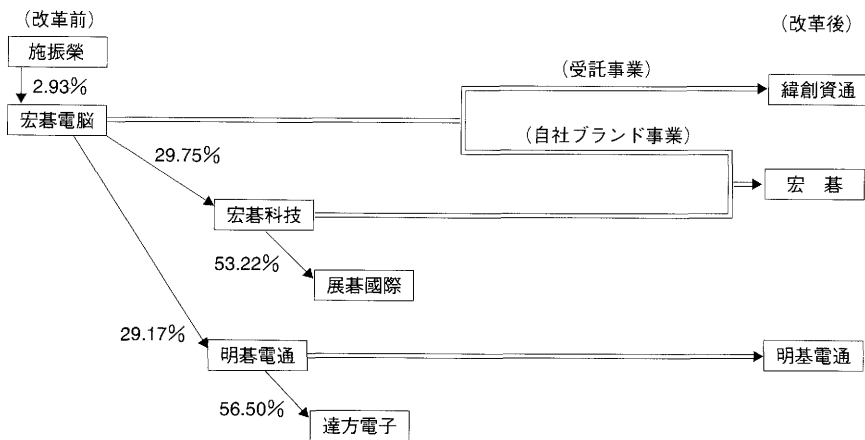 （改革前）
（改革後）
施振榮
2.93％
（受託事業）
緯創資通
宏碁電脳
（自社ブランド事業）
29.75％
宏　碁
宏碁科技
53.22％
展碁國際
29.17％
明碁電通
明基電通
56.50％
達方電子